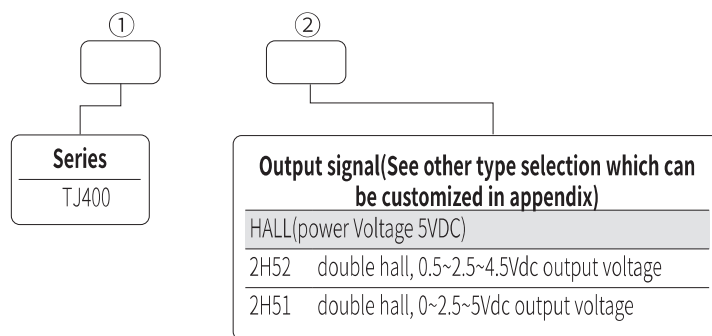 ① ②
Series
TJ400
Output signal(See other type selection which can
be customized in appendix)
HALL(power Voltage 5VDC)
2H52 double hall, 0.5~2.5~4.5Vdc output voltage
2H51 double hall, 0~2.5~5Vdc output voltage